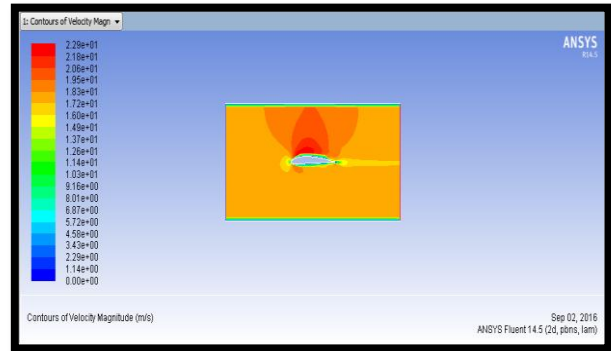 1: Contours of Velocity Magn
ANSYS
R14.5
2.29e+01
2.18e+01
2.06e+01
1.95e+01
1.83e+01
1.72e+01
1.60e+01
1.49e+01
1.37e+01
1.26e+01
1.14e+01
1.03e+01
9.16e+00
8.01e+00
6.87e+00
5.72e+00
4.58e+00
3.43e+00
2.29e+00
1.14e+00
0.00e+00
Contours of Velocity Magnitude (m/s)
Sep 02, 2016
ANSYS Fluent 14.5 (2d, pbns, lam)